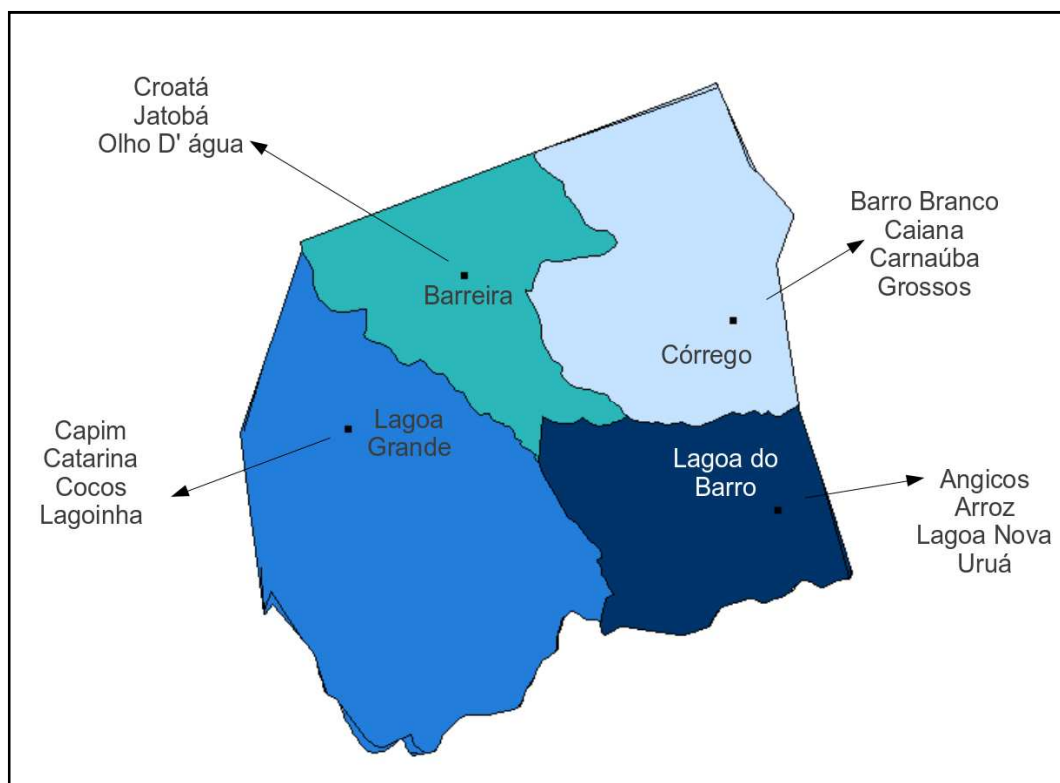 Croatá
Jatobá
Olho D' água
Barro Branco
Caiana
Carnaúba
Grossos
Barreira
Córrego
Lagoa
Grande
Capim
Catarina
Cocos
Lagoinha
Lagoa do
Barro
Angicos
Arroz
Lagoa Nova
Uruá